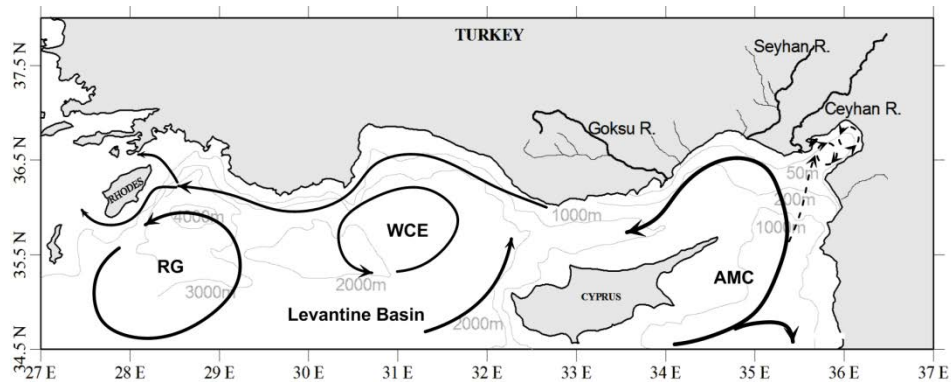 TURKEY
Seyhan R.
Ceyhan R.
Goksu R.
37.5 N
36.5 N
35.5 N
34.5 N
RHODES
4000m
3000m
RG
WCE
2000m
Levantine Basin
2000m
1000m
CYPRUS
AMC
50m
200m
1000m
27 E
28 E
29 E
30 E
31 E
32 E
33 E
34 E
35 E
36 E
37 E